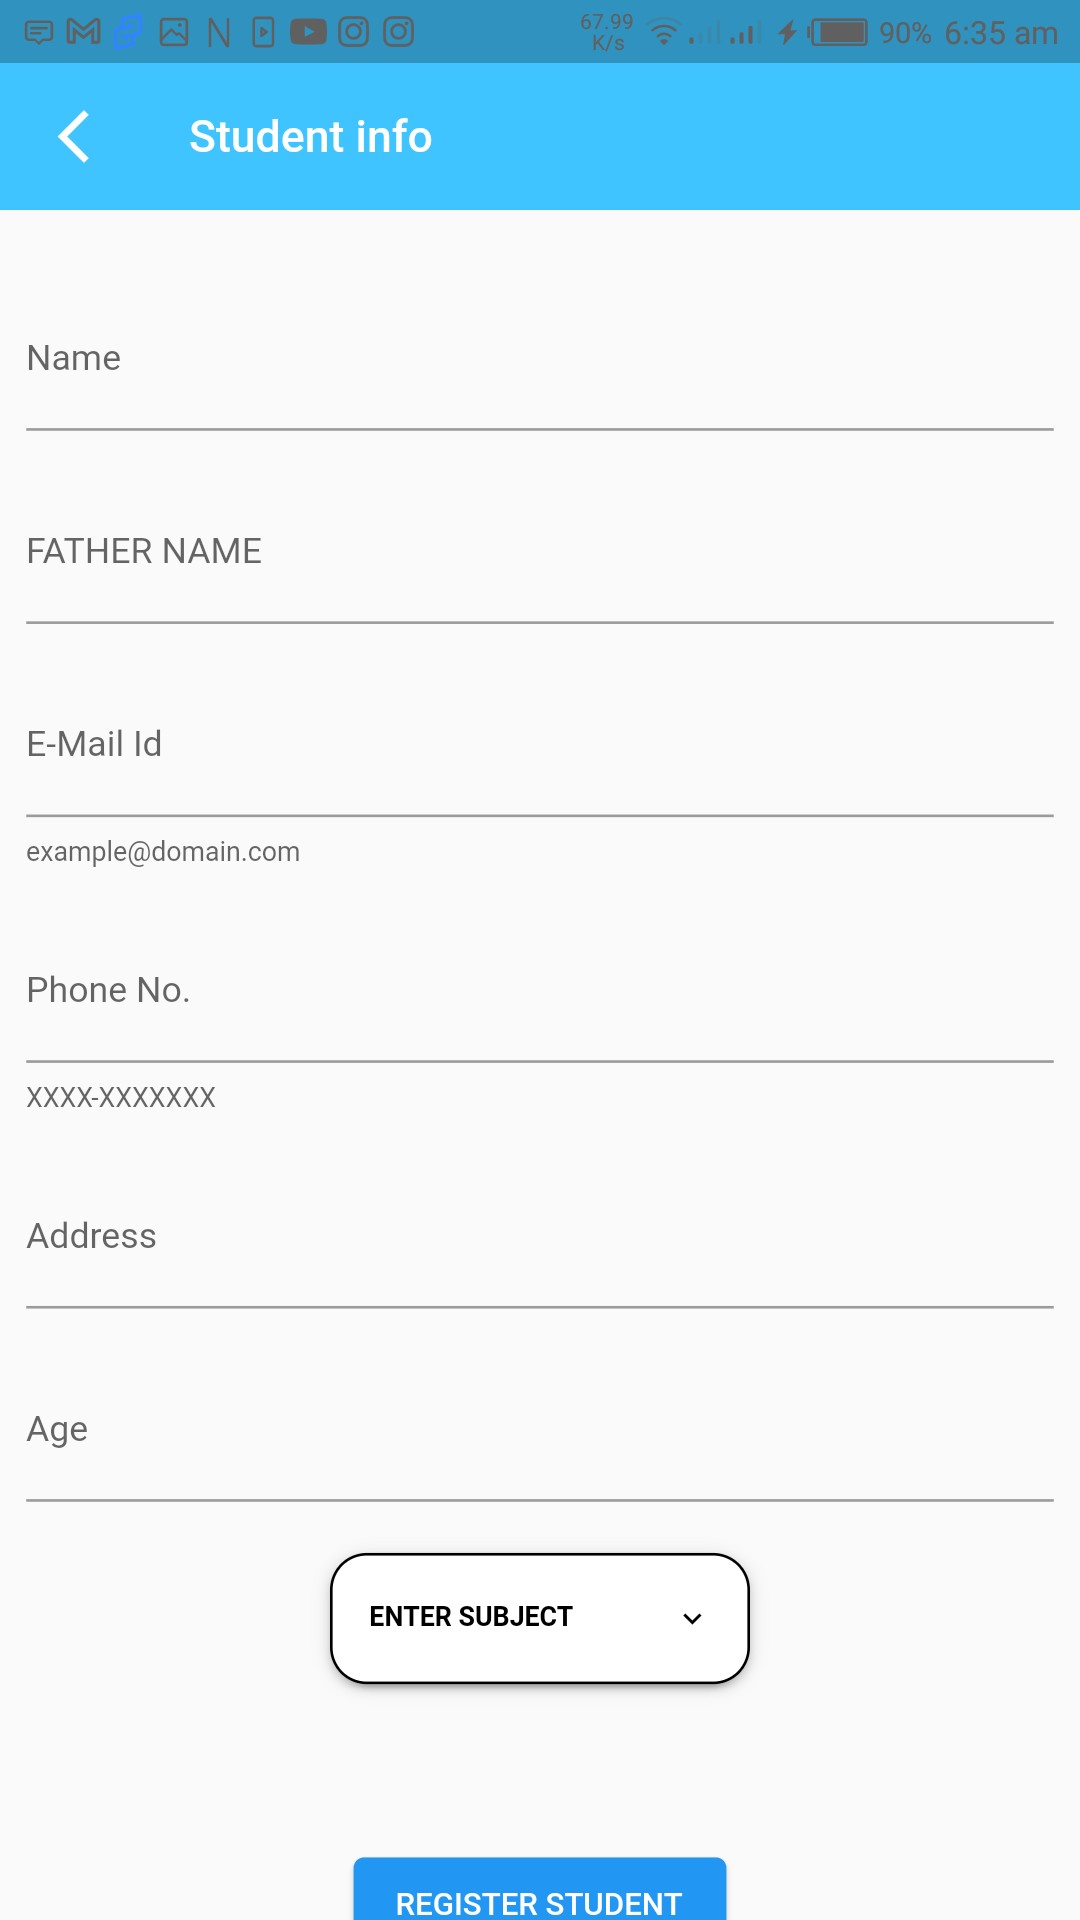 67.99
K/s
90% 6:35 am
Student info
Name
FATHER NAME
E-Mail Id
example@domain.com
Phone No.
XXXX-XXXXXXX
Address
Age
ENTER SUBJECT
REGISTER STUDENT